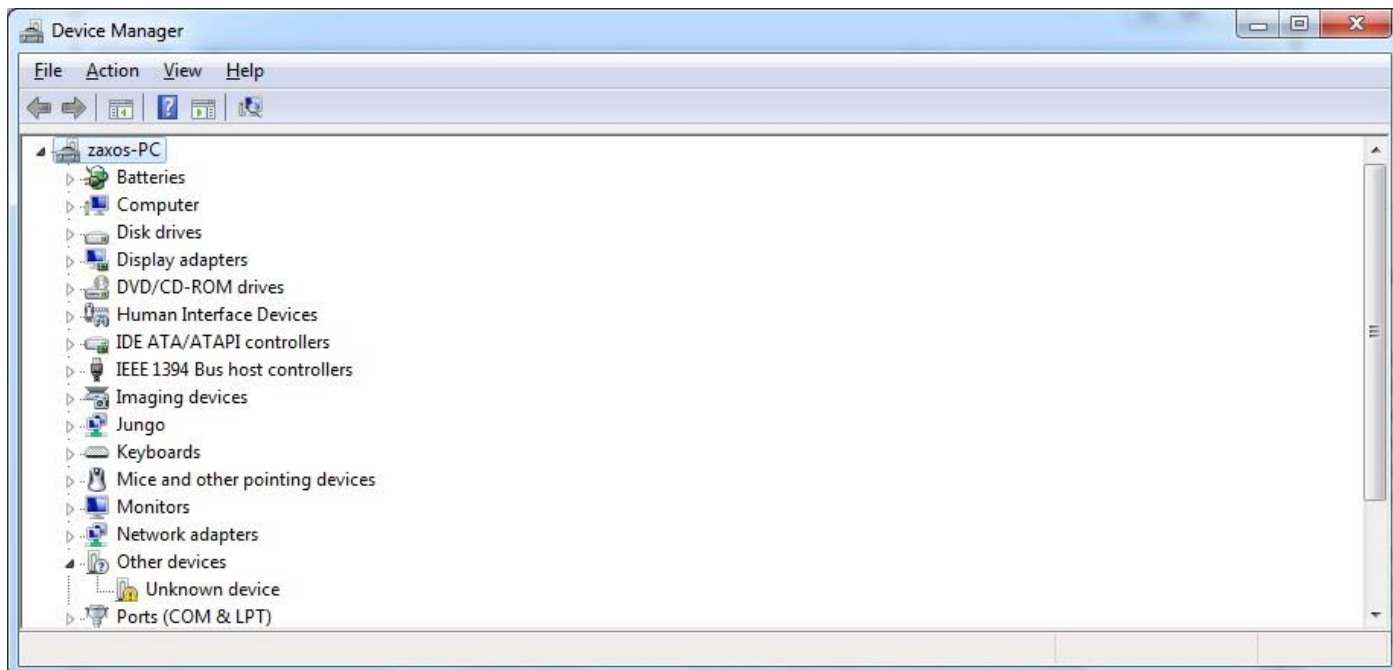 Device Manager
File Action View Help
zaxos-PC
Batteries
Computer
Disk drives
Display adapters
DVD/CD-ROM drives
Human Interface Devices
IDE ATA/ATAPI controllers
IEEE 1394 Bus host controllers
Imaging devices
Jungo
Keyboards
Mice and other pointing devices
Monitors
Network adapters
Other devices
Unknown device
Ports (COM & LPT)